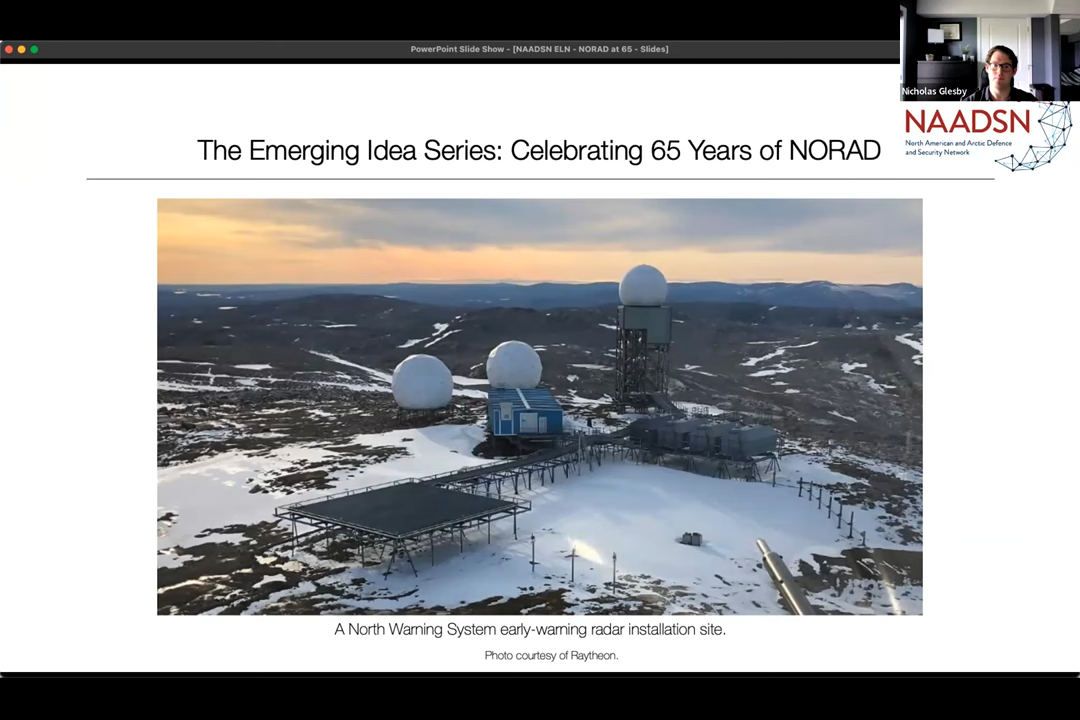 PowerPoint Slide Show - [NAADSN ELN - NORAD at 65 - Slides]
Nicholas Glesby
NAADSN
North American and Arctic Defence
and Security Network
The Emerging Idea Series: Celebrating 65 Years of NORAD
A North Warning System early-warning radar installation site.
Photo courtesy of Raytheon.